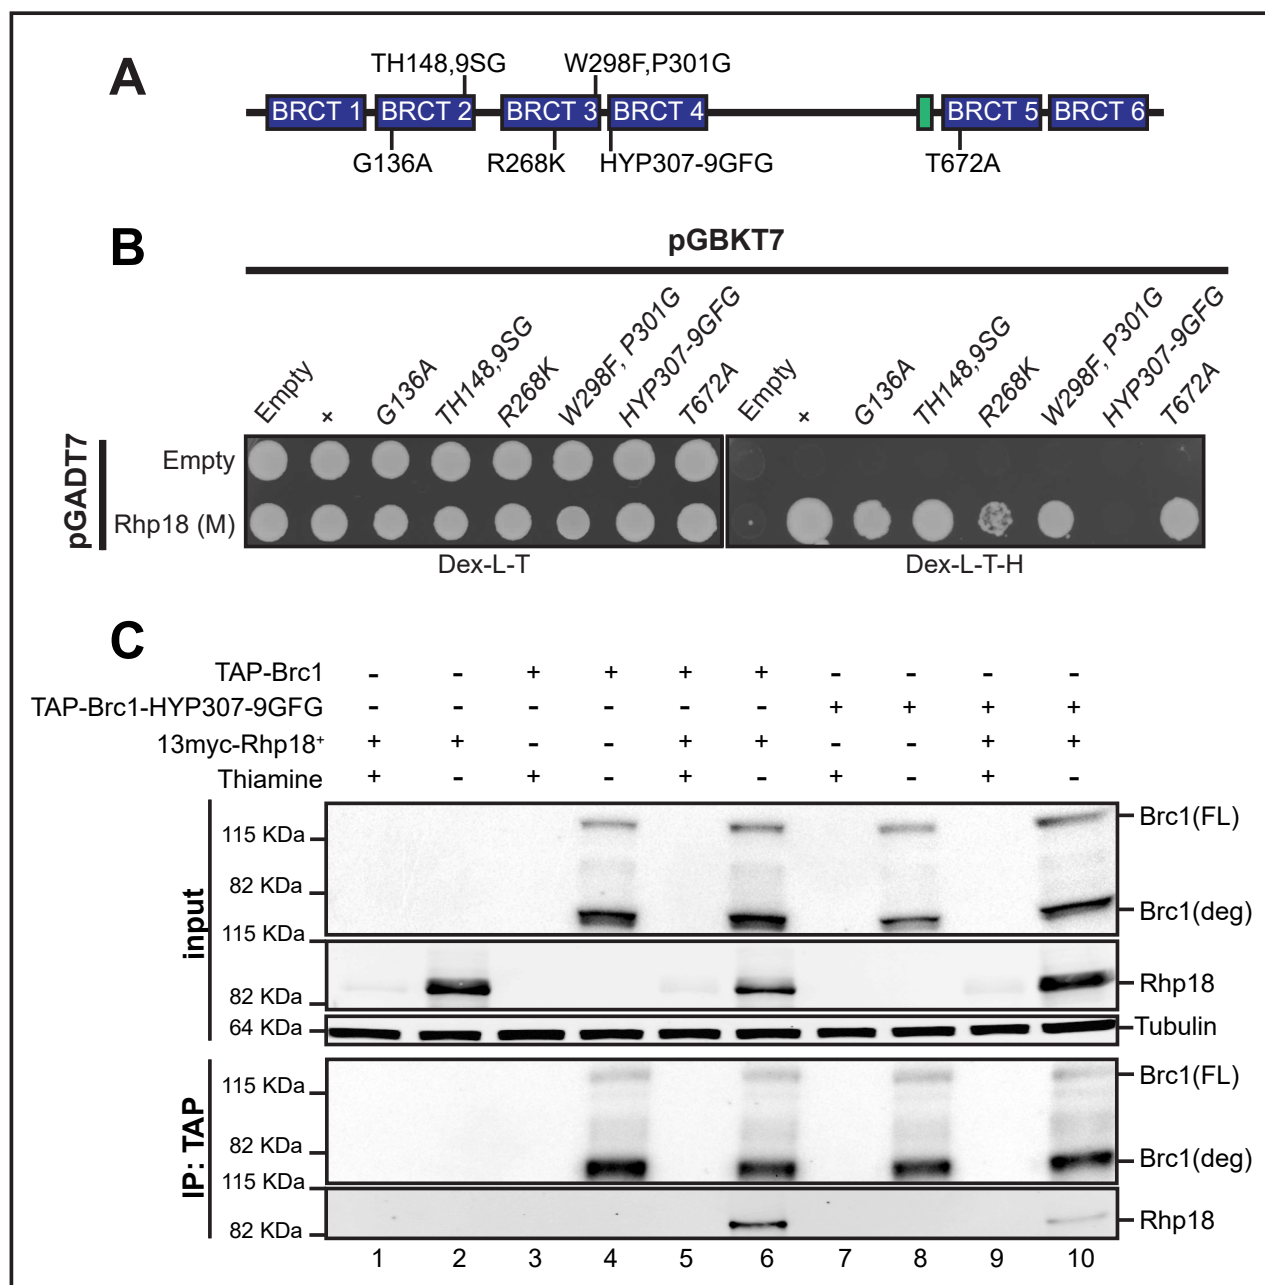 A
TH148,9SG W298F,P301G
BRCT 1 BRCT 2 BRCT 3 BRCT 4 BRCT 5 BRCT 6
G136A R268K HYP307-9GFG T672A
B
pGBKT7
Empty + G136A TH148,9SG R268K W298F, P301G HYP307-9GFG T672A Empty + G136A TH148,9SG R268K W298F, P301G HYP307-9GFG T672A
pGADT7
Empty
Rhp18 (M)
Dex-L-T Dex-L-T-H
C
TAP-Brc1 - - + + + + - - - -
TAP-Brc1-HYP307-9GFG - - - - - - + + + +
13myc-Rhp18⁺ + + - - + + - - + +
Thiamine + - + - + - + - + -
input
Brc1(FL)
115 KDa
82 KDa
Brc1(deg)
115 KDa
Rhp18
82 KDa
64 KDa Tubulin
IP: TAP
Brc1(FL)
115 KDa
82 KDa
Brc1(deg)
115 KDa
Rhp18
82 KDa
1 2 3 4 5 6 7 8 9 10